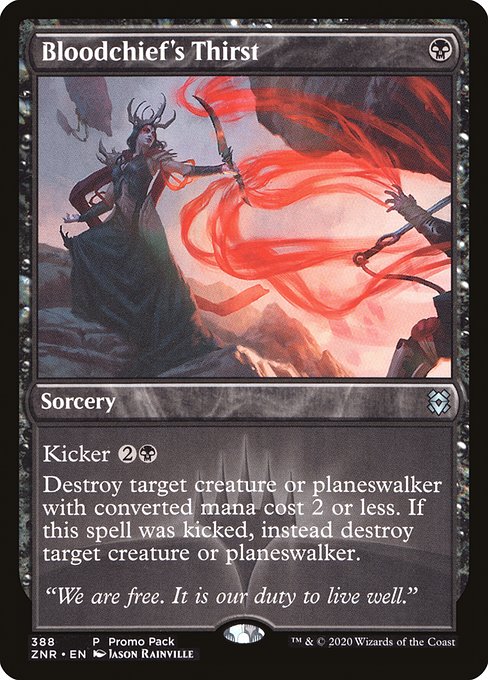 Bloodchief's Thirst
Sorcery
Kicker 2
Destroy target creature or planeswalker
with converted mana cost 2 or less. If
this spell was kicked, instead destroy
target creature or planeswalker.
“We are free. It is our duty to live well.”
388 P Promo Pack
ZNR • EN Jason Rainville
™ & © 2020 Wizards of the Coast